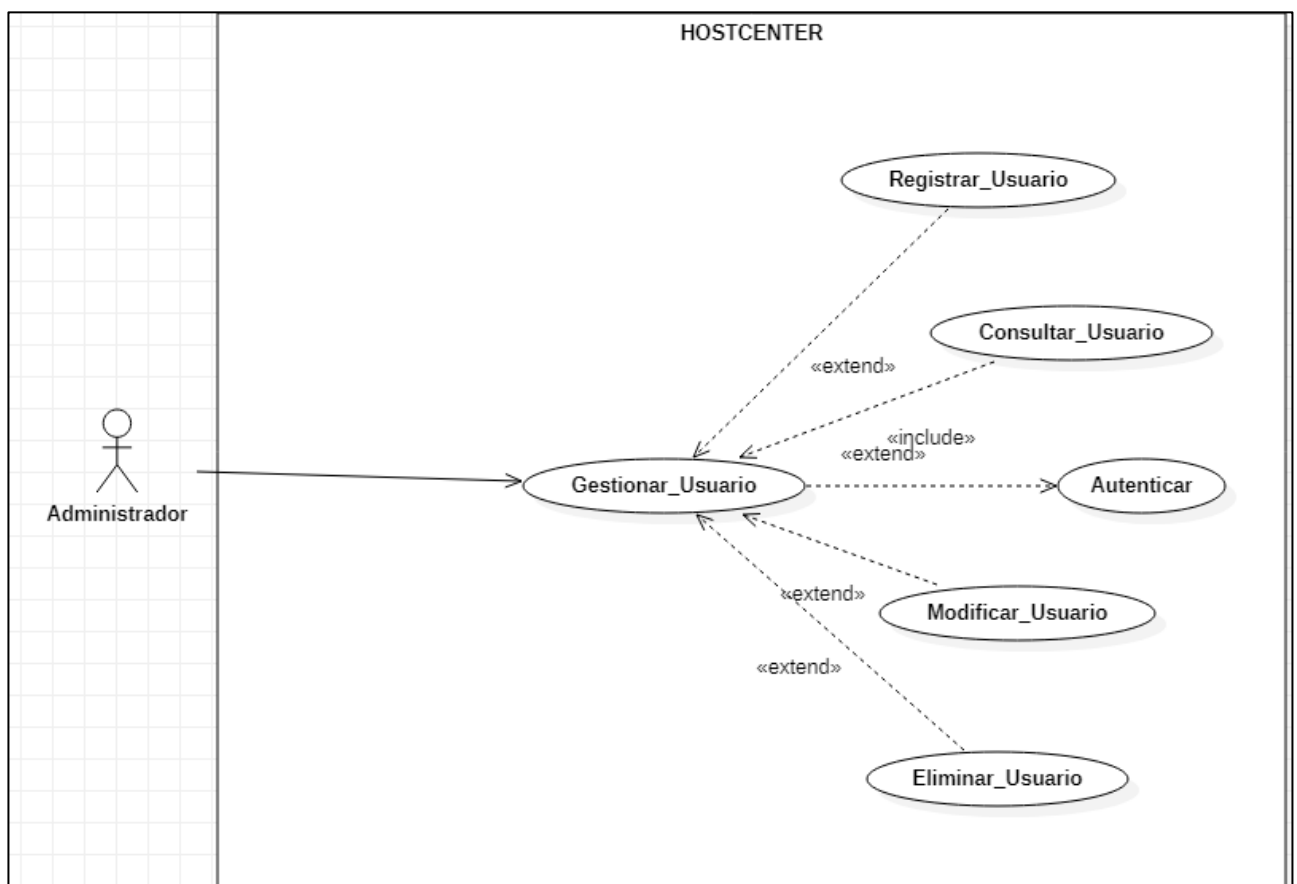 HOSTCENTER
Registrar_Usuario
Consultar_Usuario
«extend»
«include»
«extend»
Gestionar_Usuario
Autenticar
Administrador
«extend»
Modificar_Usuario
«extend»
Eliminar_Usuario